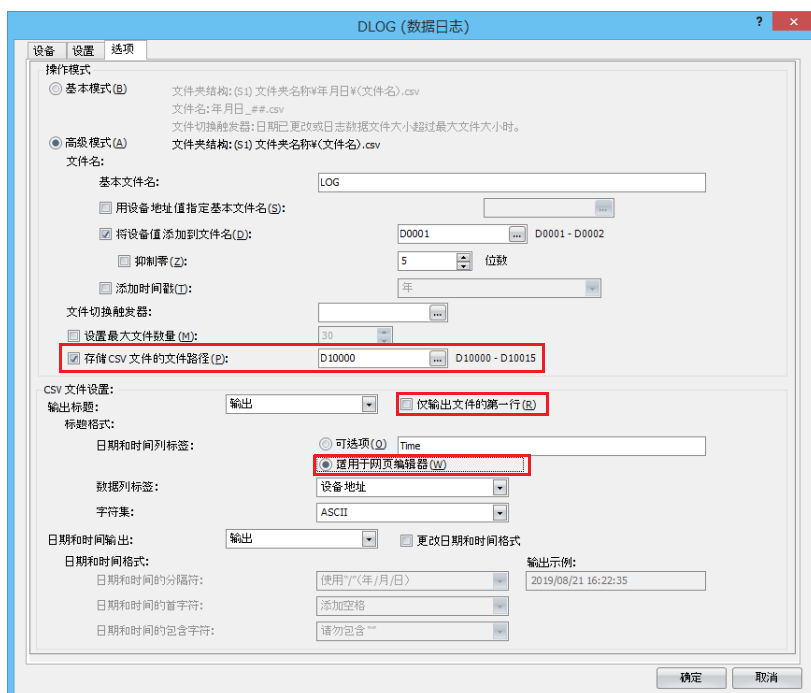 DLOG (数据日志)
? ×
设备 设置 选项
操作模式
基本模式(B) 文件夹结构:(S1) 文件夹名称¥年月日¥(文件名).csv
文件名:年月日_##.csv
文件切换触发器:日期已更改或日志数据文件大小超过最大文件大小时。
高级模式(A) 文件夹结构:(S1) 文件夹名称¥(文件名).csv
文件名:
基本文件名: LOG
用设备地址值指定基本文件名(S): ...
将设备值添加到文件名(D): D0001 ... D0001 - D0002
抑制零(Z): 5 位数
添加时间戳(T): 年
文件切换触发器: ...
设置最大文件数量(M): 30
存储CSV 文件的文件路径(P): D10000 ... D10000 - D10015
CSV 文件设置:
输出标题: 输出 仅输出文件的第一行(R)
标题格式:
日期和时间列标签: 可选项(O) Time
适用于网页编辑器(W)
数据列标签: 设备地址
字符集: ASCII
日期和时间输出: 输出 更改日期和时间格式
日期和时间格式: 输出示例:
日期和时间的分隔符: 使用"/"(年/月/日) 2019/08/21 16:22:35
日期和时间的首字符: 添加空格
日期和时间的包含字符: 请勿包含 ""
确定 取消